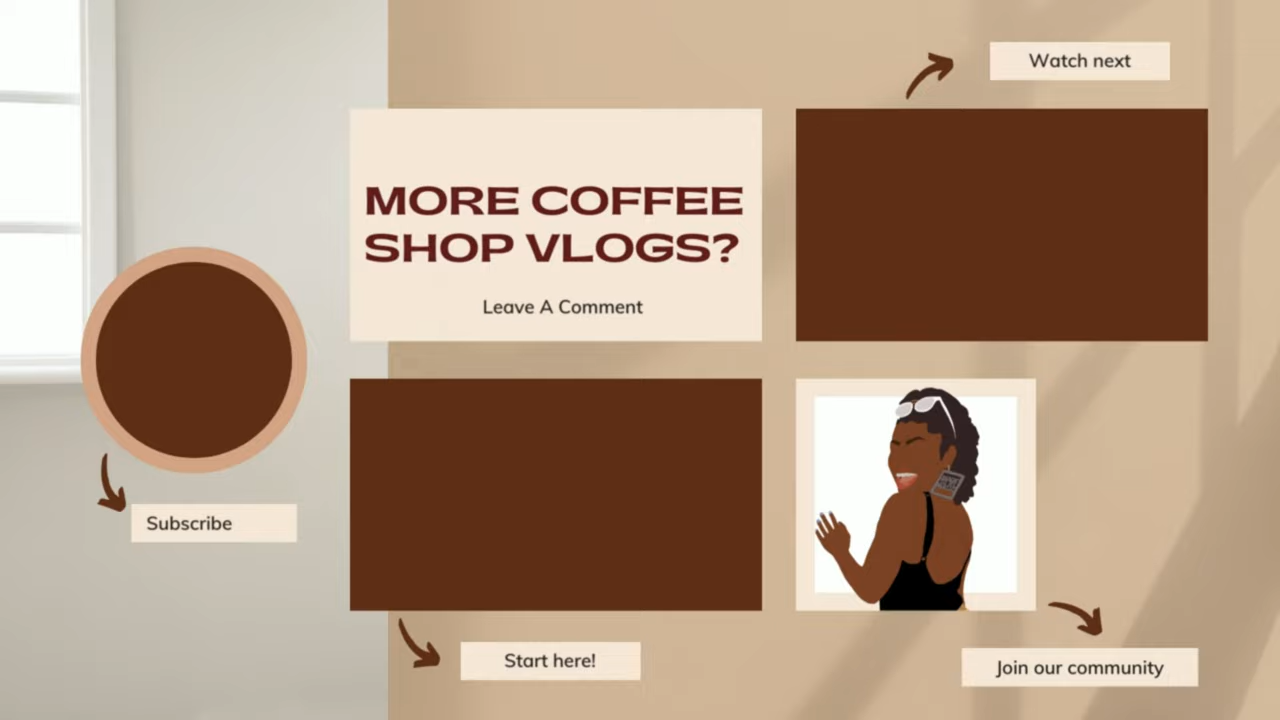 Watch next
MORE COFFEE
SHOP VLOGS?
Leave A Comment
Subscribe
Start here!
Join our community